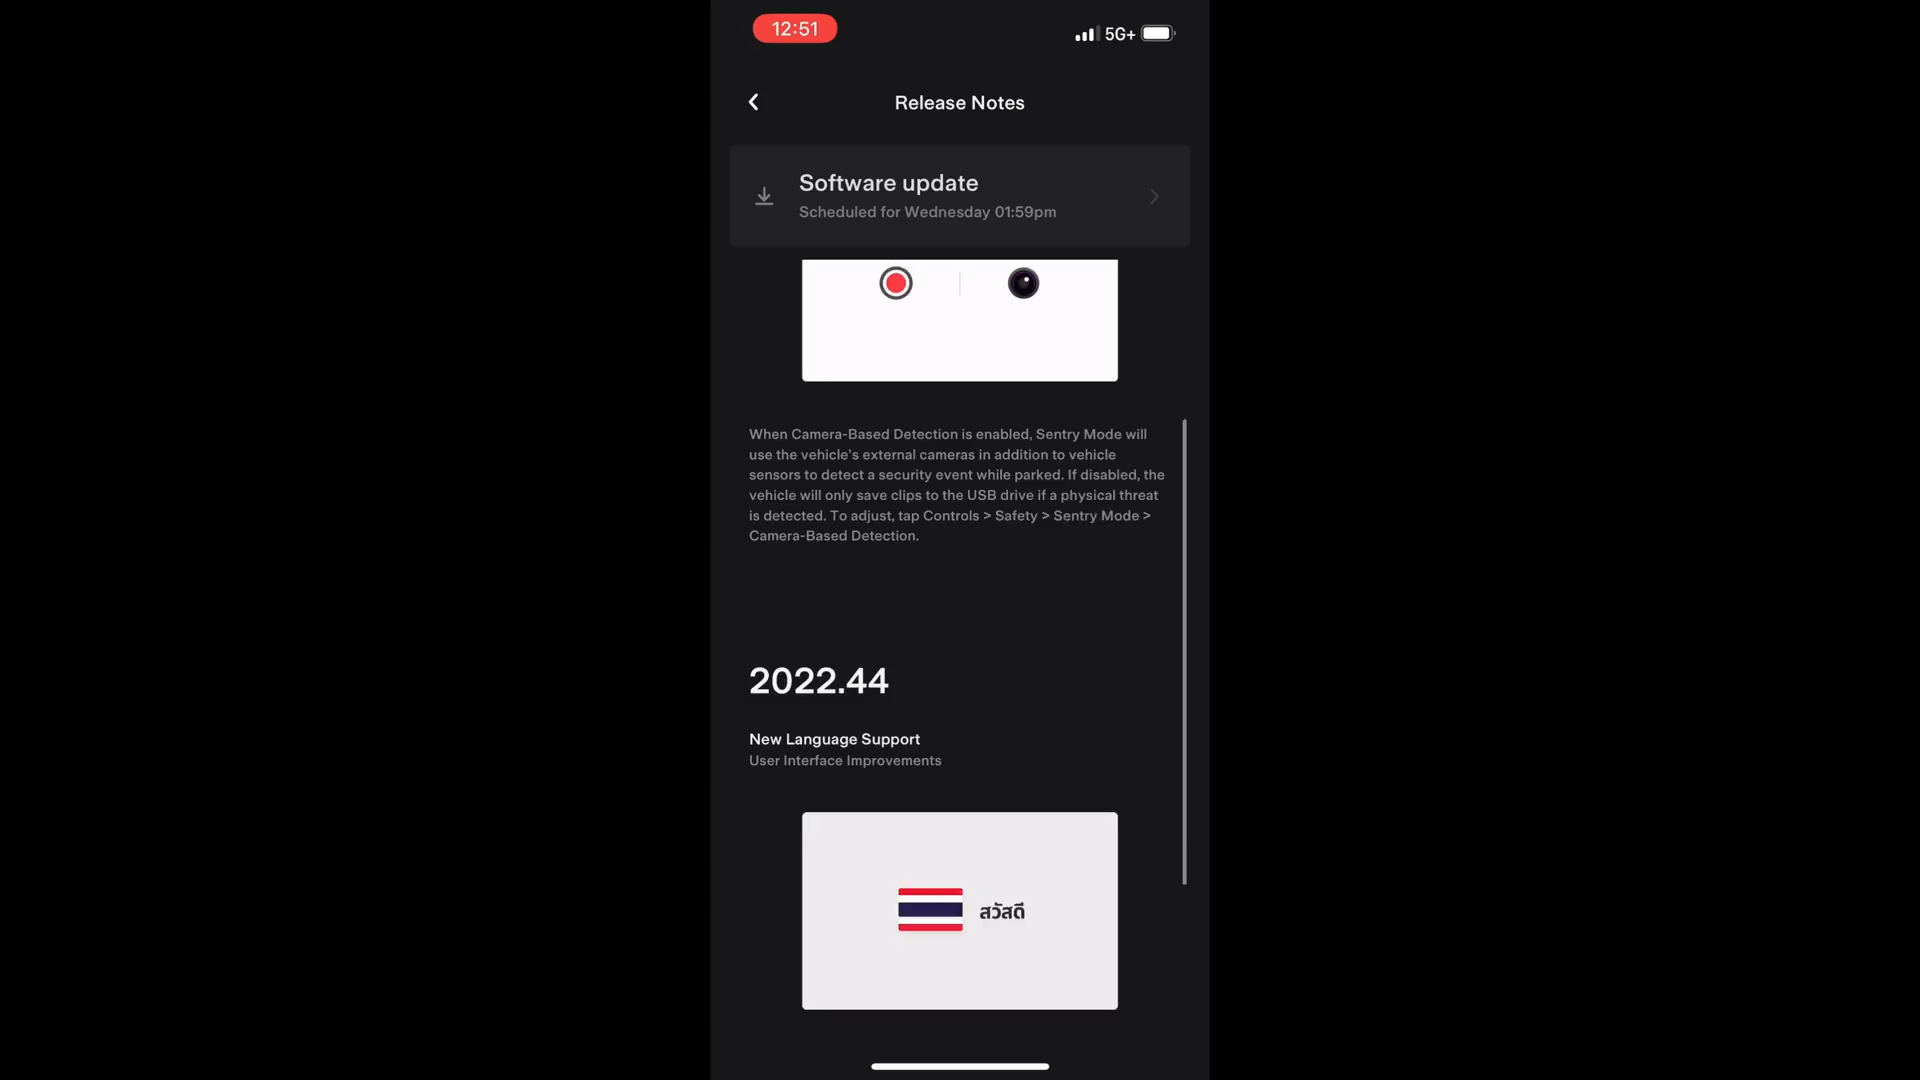 12:51
5G+
Release Notes
Software update
Scheduled for Wednesday 01:59pm
When Camera-Based Detection is enabled, Sentry Mode will
use the vehicle's external cameras in addition to vehicle
sensors to detect a security event while parked. If disabled, the
vehicle will only save clips to the USB drive if a physical threat
is detected. To adjust, tap Controls > Safety > Sentry Mode >
Camera-Based Detection.
2022.44
New Language Support
User Interface Improvements
สวัสดี